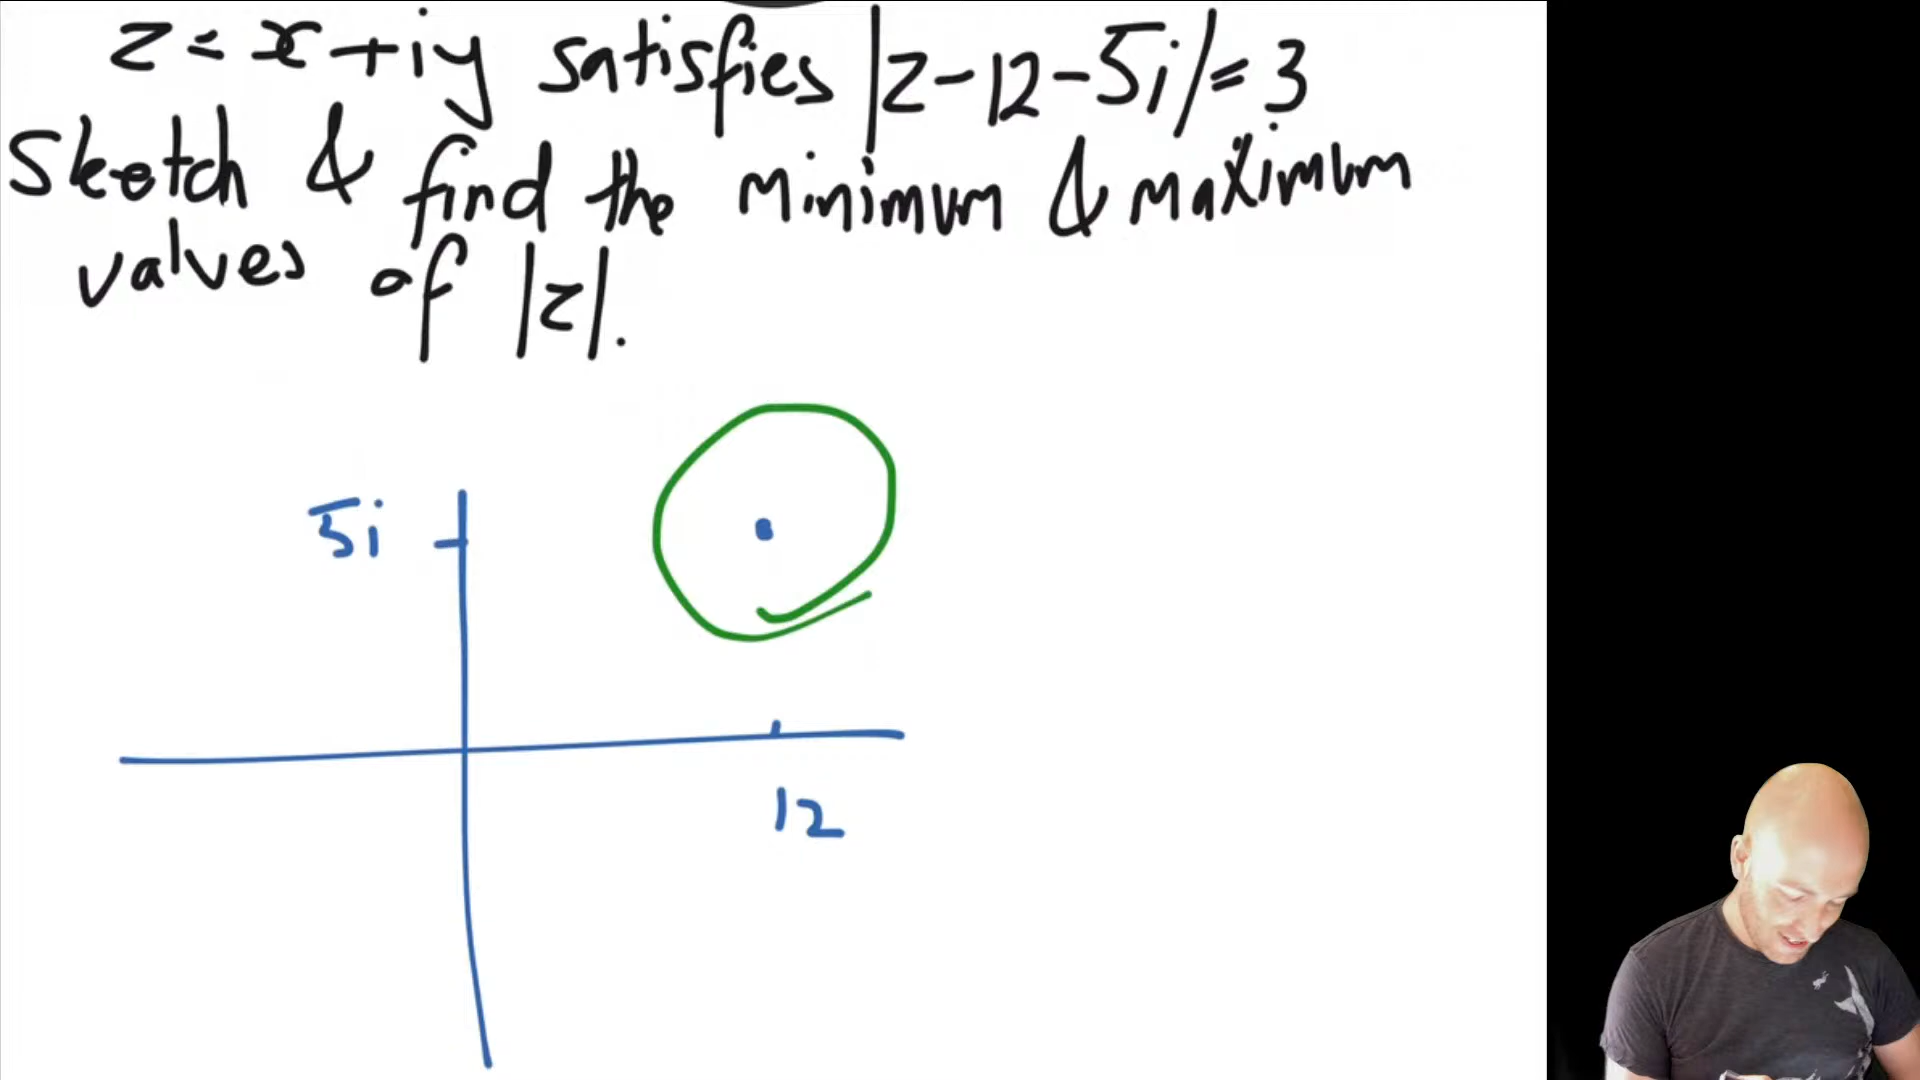 z = x + iy satisfies |z - 12 - 5i| = 3
Sketch & find the minimum & maximum
values of |z|.
5i
12